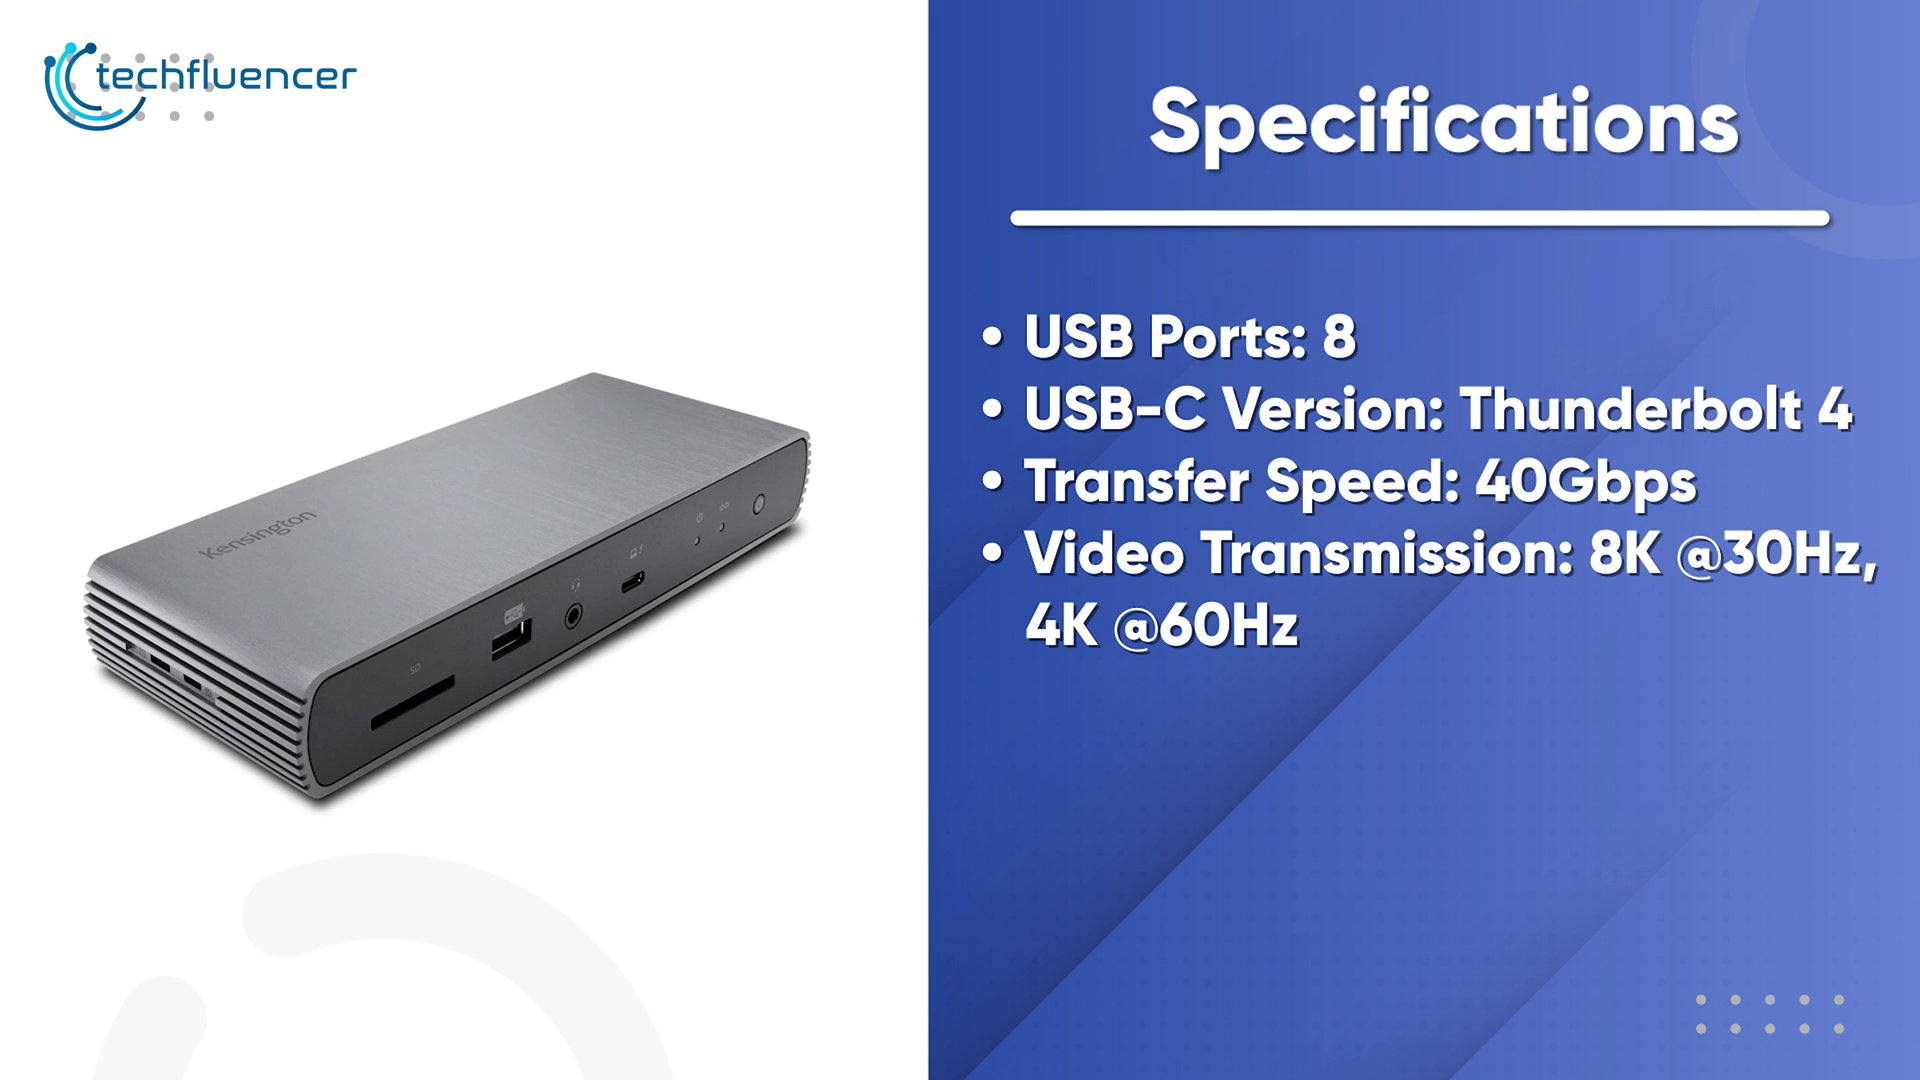 techfluencer
Specifications
• USB Ports: 8
• USB-C Version: Thunderbolt 4
• Transfer Speed: 40Gbps
• Video Transmission: 8K @30Hz,
4K @60Hz
Kensington
SD